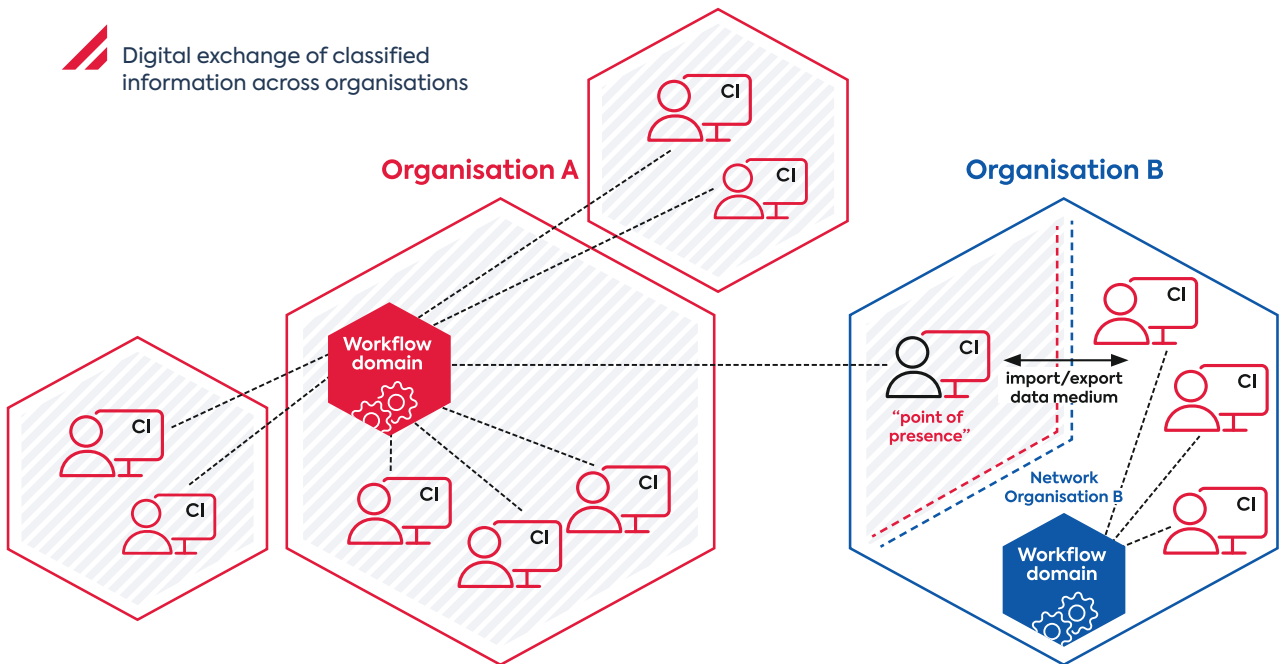 Digital exchange of classified
information across organisations
CI
CI
Organisation A
Organisation B
CI
Workflow
domain
CI
import/export
data medium
CI
CI
"point of
presence"
CI
Network
Organisation B
CI
CI
CI
CI
Workflow
domain